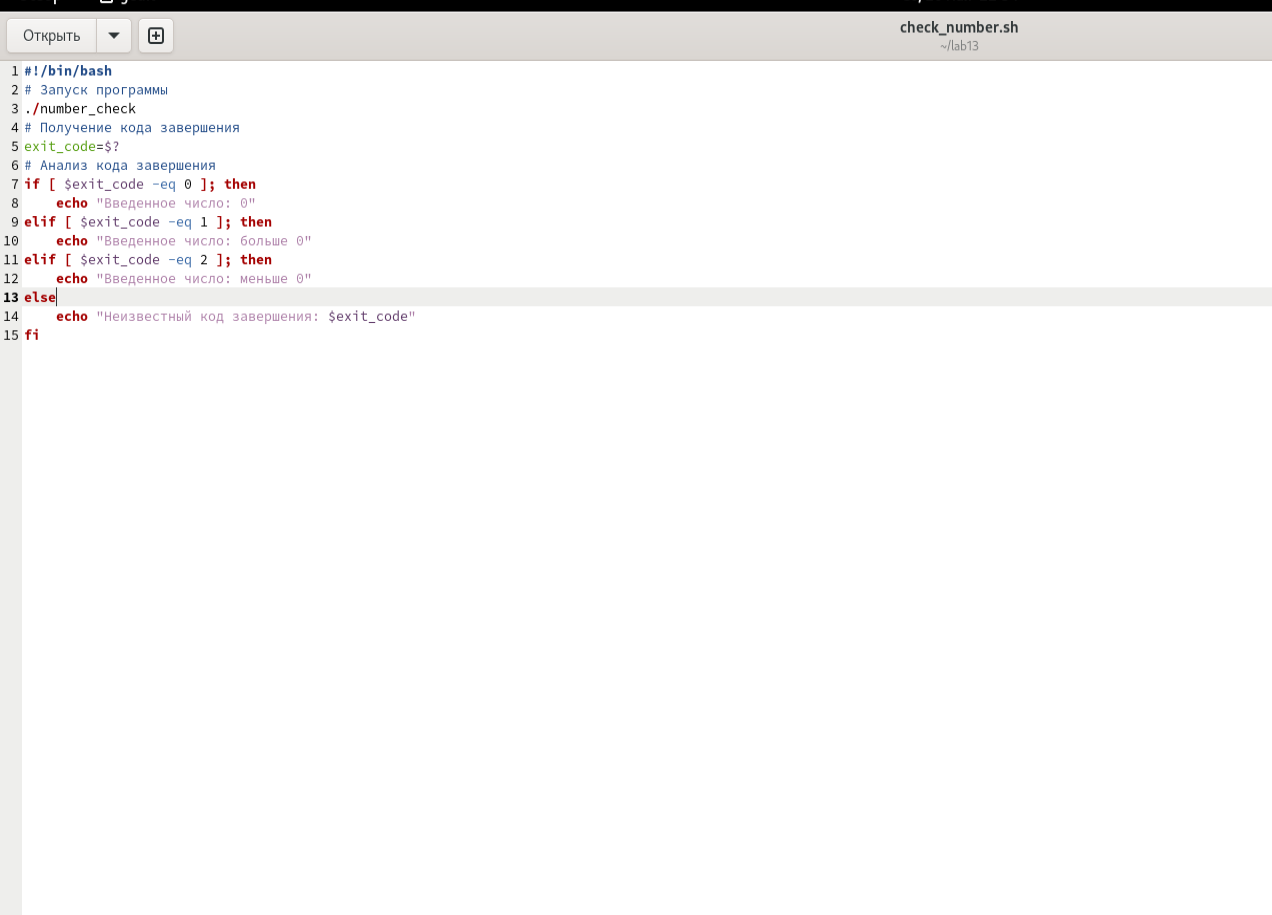 Открыть
check_number.sh
~/lab13
1 #!/bin/bash
2 # Запуск программы
3 ./number_check
4 # Получение кода завершения
5 exit_code=$?
6 # Анализ кода завершения
7 if [ $exit_code -eq 0 ]; then
8     echo "Введенное число: 0"
9 elif [ $exit_code -eq 1 ]; then
10     echo "Введенное число: больше 0"
11 elif [ $exit_code -eq 2 ]; then
12     echo "Введенное число: меньше 0"
13 else
14     echo "Неизвестный код завершения: $exit_code"
15 fi